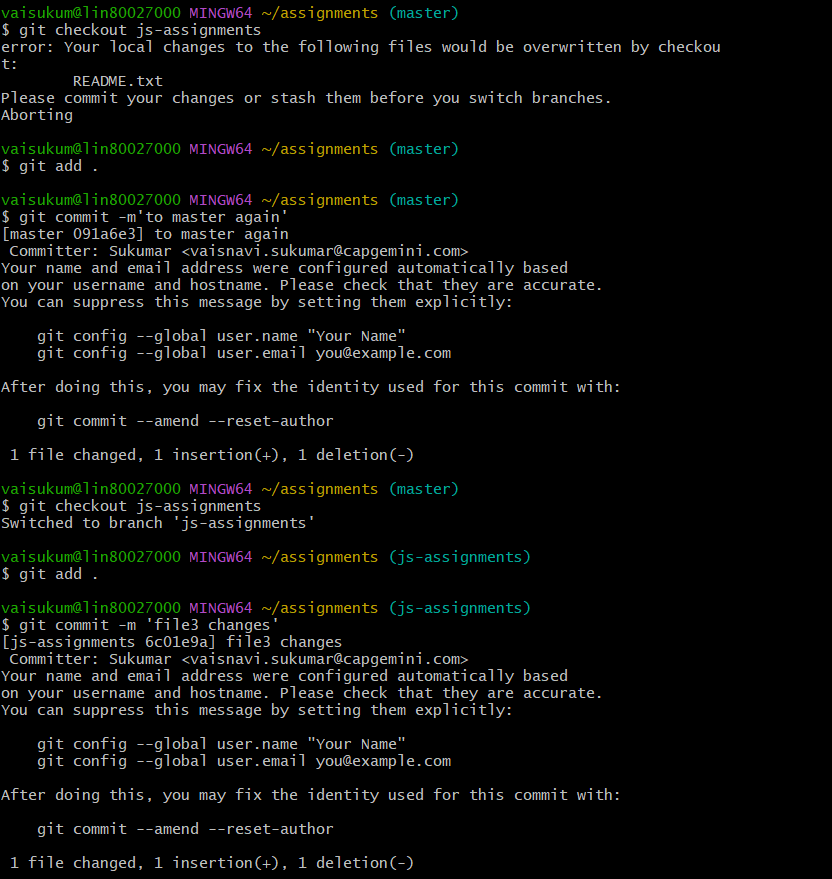 vaisukum@lin80027000 MINGW64 ~/assignments (master)
$ git checkout js-assignments
error: Your local changes to the following files would be overwritten by checkou
t:
        README.txt
Please commit your changes or stash them before you switch branches.
Aborting

vaisukum@lin80027000 MINGW64 ~/assignments (master)
$ git add .

vaisukum@lin80027000 MINGW64 ~/assignments (master)
$ git commit -m'to master again'
[master 091a6e3] to master again
 Committer: Sukumar <vaisnavi.sukumar@capgemini.com>
Your name and email address were configured automatically based
on your username and hostname. Please check that they are accurate.
You can suppress this message by setting them explicitly:

    git config --global user.name "Your Name"
    git config --global user.email you@example.com

After doing this, you may fix the identity used for this commit with:

    git commit --amend --reset-author

 1 file changed, 1 insertion(+), 1 deletion(-)

vaisukum@lin80027000 MINGW64 ~/assignments (master)
$ git checkout js-assignments
Switched to branch 'js-assignments'

vaisukum@lin80027000 MINGW64 ~/assignments (js-assignments)
$ git add .

vaisukum@lin80027000 MINGW64 ~/assignments (js-assignments)
$ git commit -m 'file3 changes'
[js-assignments 6c01e9a] file3 changes
 Committer: Sukumar <vaisnavi.sukumar@capgemini.com>
Your name and email address were configured automatically based
on your username and hostname. Please check that they are accurate.
You can suppress this message by setting them explicitly:

    git config --global user.name "Your Name"
    git config --global user.email you@example.com

After doing this, you may fix the identity used for this commit with:

    git commit --amend --reset-author

 1 file changed, 1 insertion(+), 1 deletion(-)